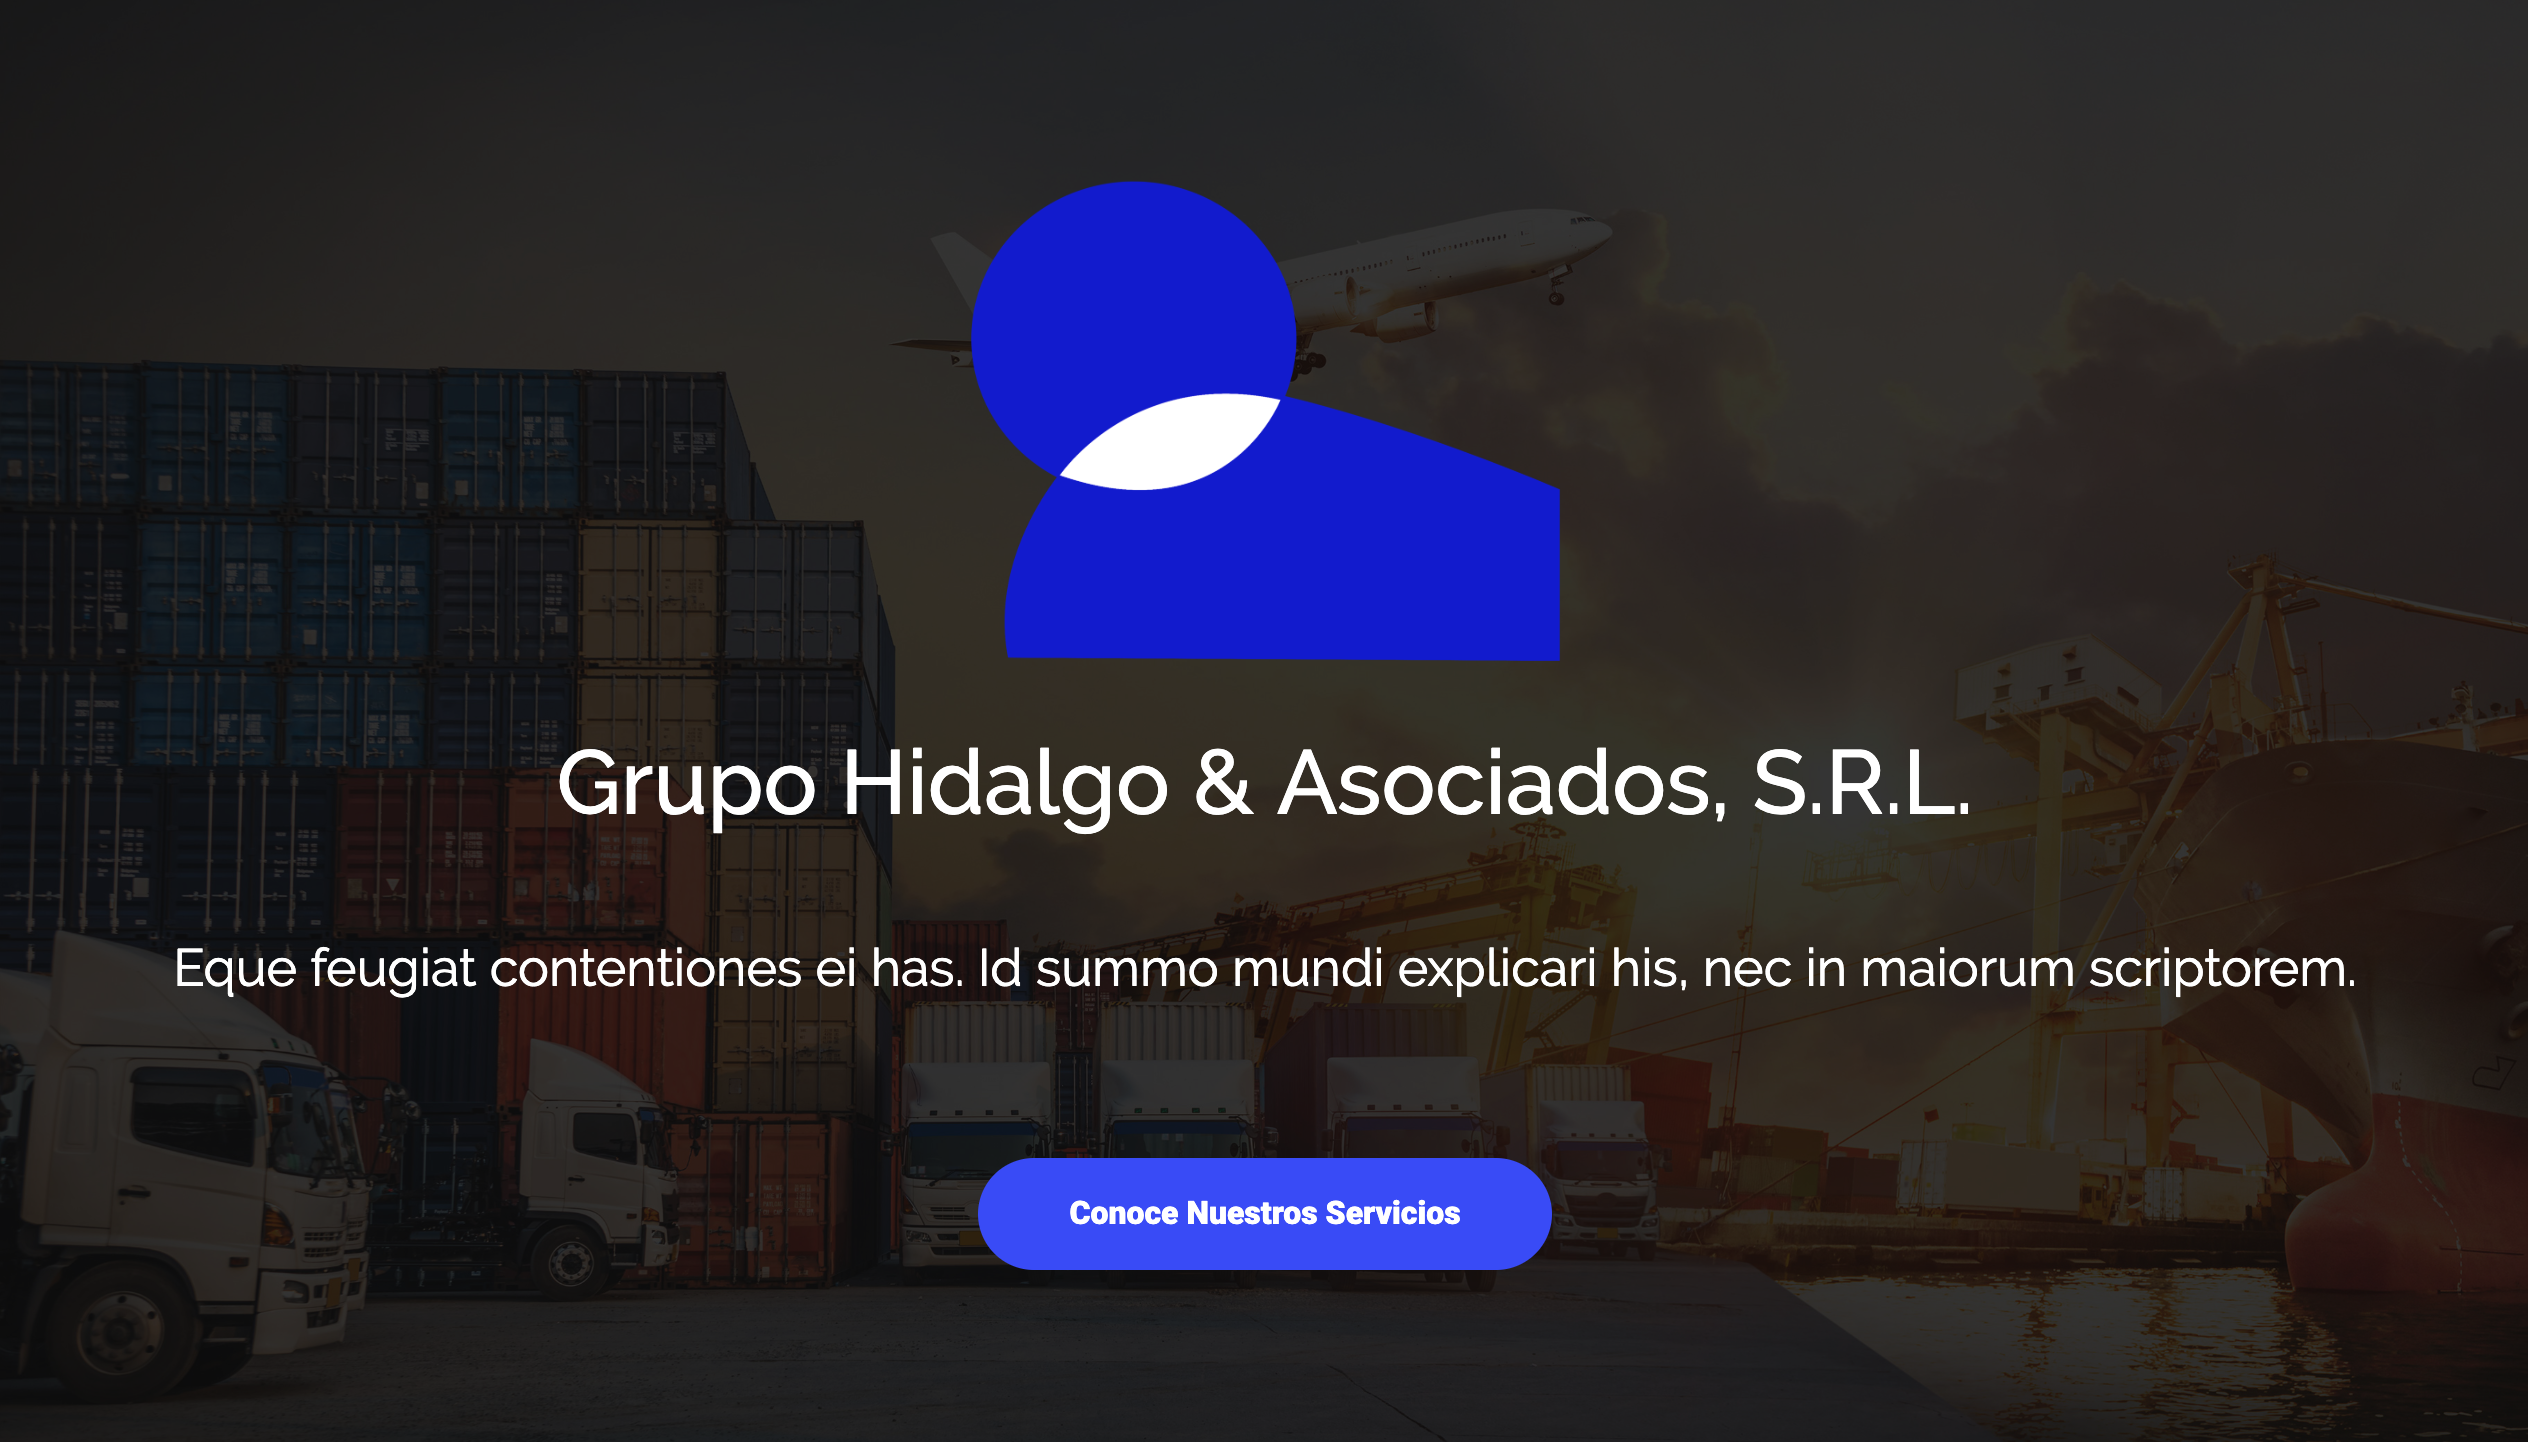 Grupo Hidalgo & Asociados, S.R.L.
Eque feugiat contentiones ei has. Id summo mundi explicari his, nec in maiorum scriptorem.
Conoce Nuestros Servicios